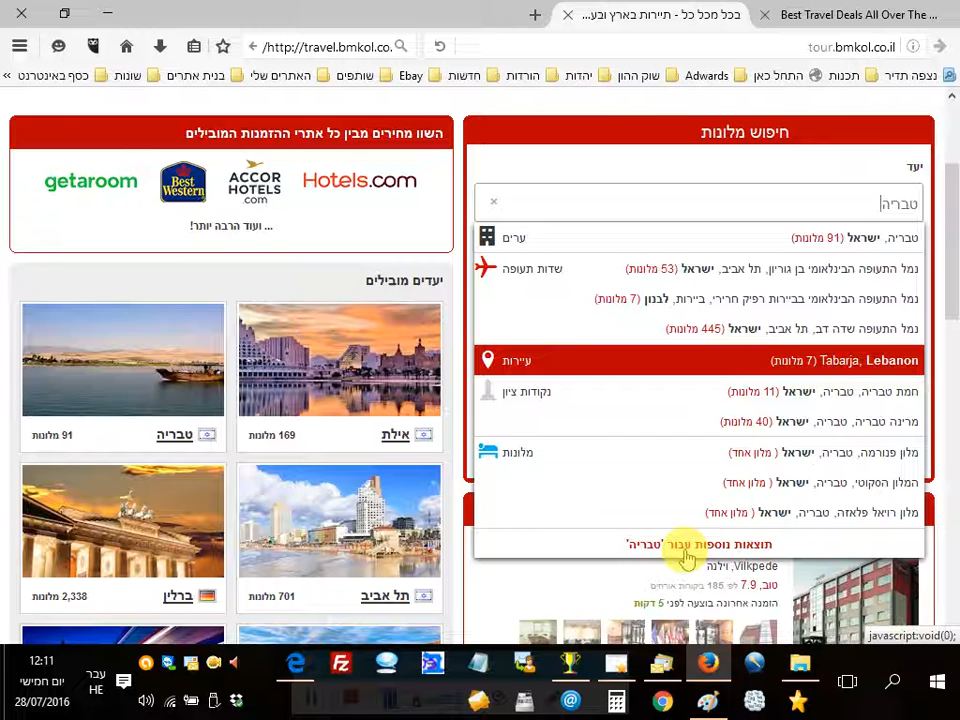 בכל מכל כל - תיירות בארץ ובע...
Best Travel Deals All Over The ...
http://travel.bmkol.co./
tour.bmkol.co.il
נצפה תדיר
תכנות
התחל כאן
Adwards
שוק ההון
יהדות
הורדות
חדשות
Ebay
שותפים
האתרים שלי
בנית אתרים
שונות
כסף באינטרנט
חיפוש מלונות
יעד
טבריה
ערים
טבריה, ישראל (91 מלונות)
שדות תעופה
נמל התעופה הבינלאומי בן גוריון, תל אביב, ישראל (53 מלונות)
נמל התעופה הבינלאומי בביירות רפיק חרירי, ביירות, לבנון (7 מלונות)
נמל התעופה שדה דב, תל אביב, ישראל (445 מלונות)
עיירות
Tabarja, Lebanon (7 מלונות)
נקודות ציון
חמת טבריה, טבריה, ישראל (11 מלונות)
מרינה טבריה, טבריה, ישראל (40 מלונות)
מלונות
מלון פנורמה, טבריה, ישראל ( מלון אחד)
המלון הסקוטי, טבריה, ישראל ( מלון אחד)
מלון רויאל פלאזה, טבריה, ישראל ( מלון אחד)
תוצאות נוספות עבור 'טבריה'
Vilkpede, וילנה
טוב, 7.9 לפי 185 ביקורות אורחים
הזמנה אחרונה בוצעה לפני 5 דקות
השוו מחירים מבין כל אתרי ההזמנות המובילים
getaroom
Best Western
ACCOR HOTELS .com
Hotels.com
... ועוד הרבה יותר!
יעדים מובילים
אילת
169 מלונות
טבריה
91 מלונות
תל אביב
701 מלונות
ברלין
2,338 מלונות
javascript:void(0);
עבר
HE
12:11
יום חמישי
28/07/2016